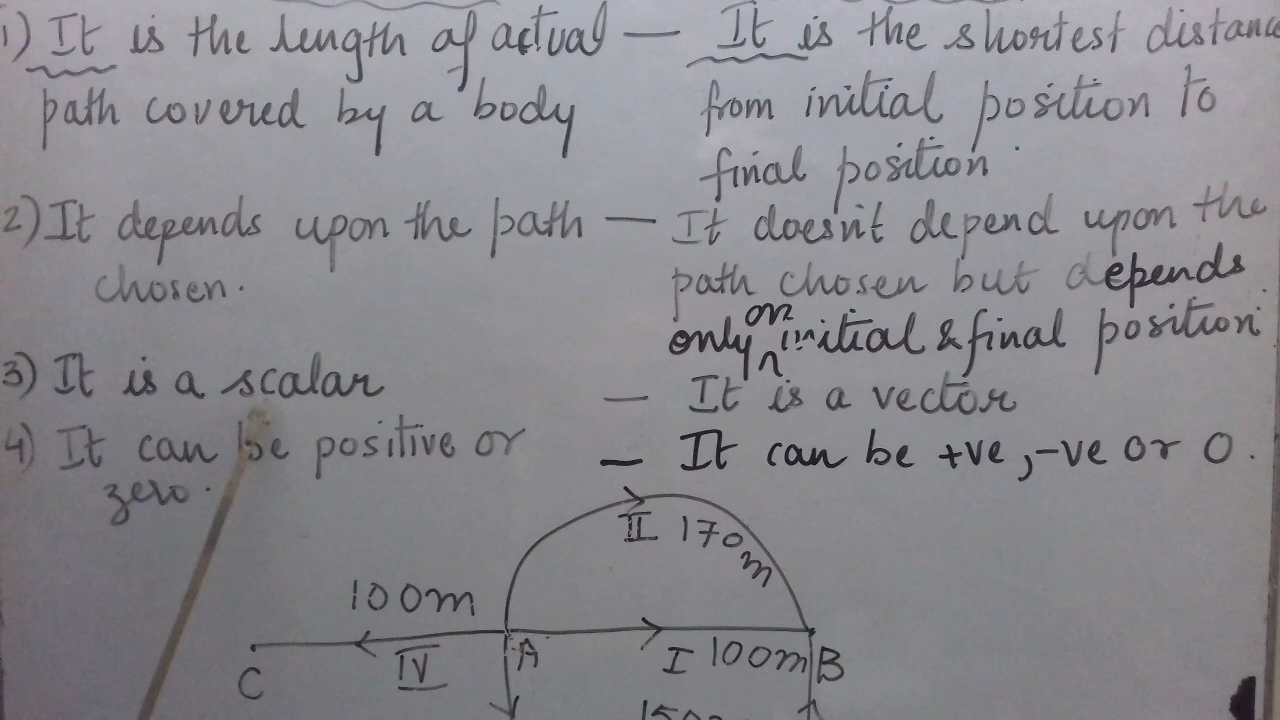 1) It is the length of actual — It is the shortest distance
path covered by a body from initial position to
final position.
2) It depends upon the path — It doesn't depend upon the
chosen. path chosen but depends
only on initial & final position
3) It is a scalar — It is a vector
4) It can be positive or — It can be +ve, -ve or 0.
zero.
II 170m
100m
A
I 100m B
IV
C